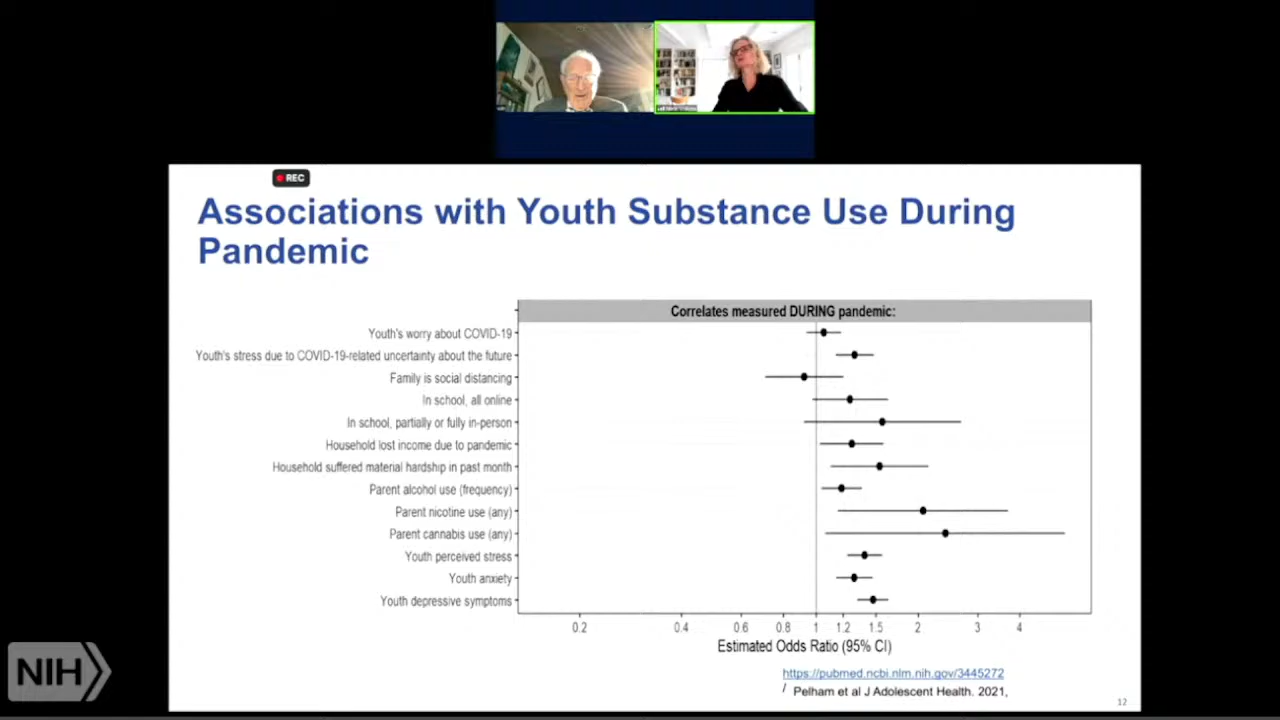 REC
Associations with Youth Substance Use During
Pandemic
Correlates measured DURING pandemic:
Youth's worry about COVID-19
Youth's stress due to COVID-19-related uncertainty about the future
Family is social distancing
In school, all online
In school, partially or fully in-person
Household lost income due to pandemic
Household suffered material hardship in past month
Parent alcohol use (frequency)
Parent nicotine use (any)
Parent cannabis use (any)
Youth perceived stress
Youth anxiety
Youth depressive symptoms
0.2 0.4 0.6 0.8 1 1.2 1.5 2 3 4
Estimated Odds Ratio (95% CI)
https://pubmed.ncbi.nlm.nih.gov/3445272
/ Pelham et al J Adolescent Health. 2021,
12
NIH